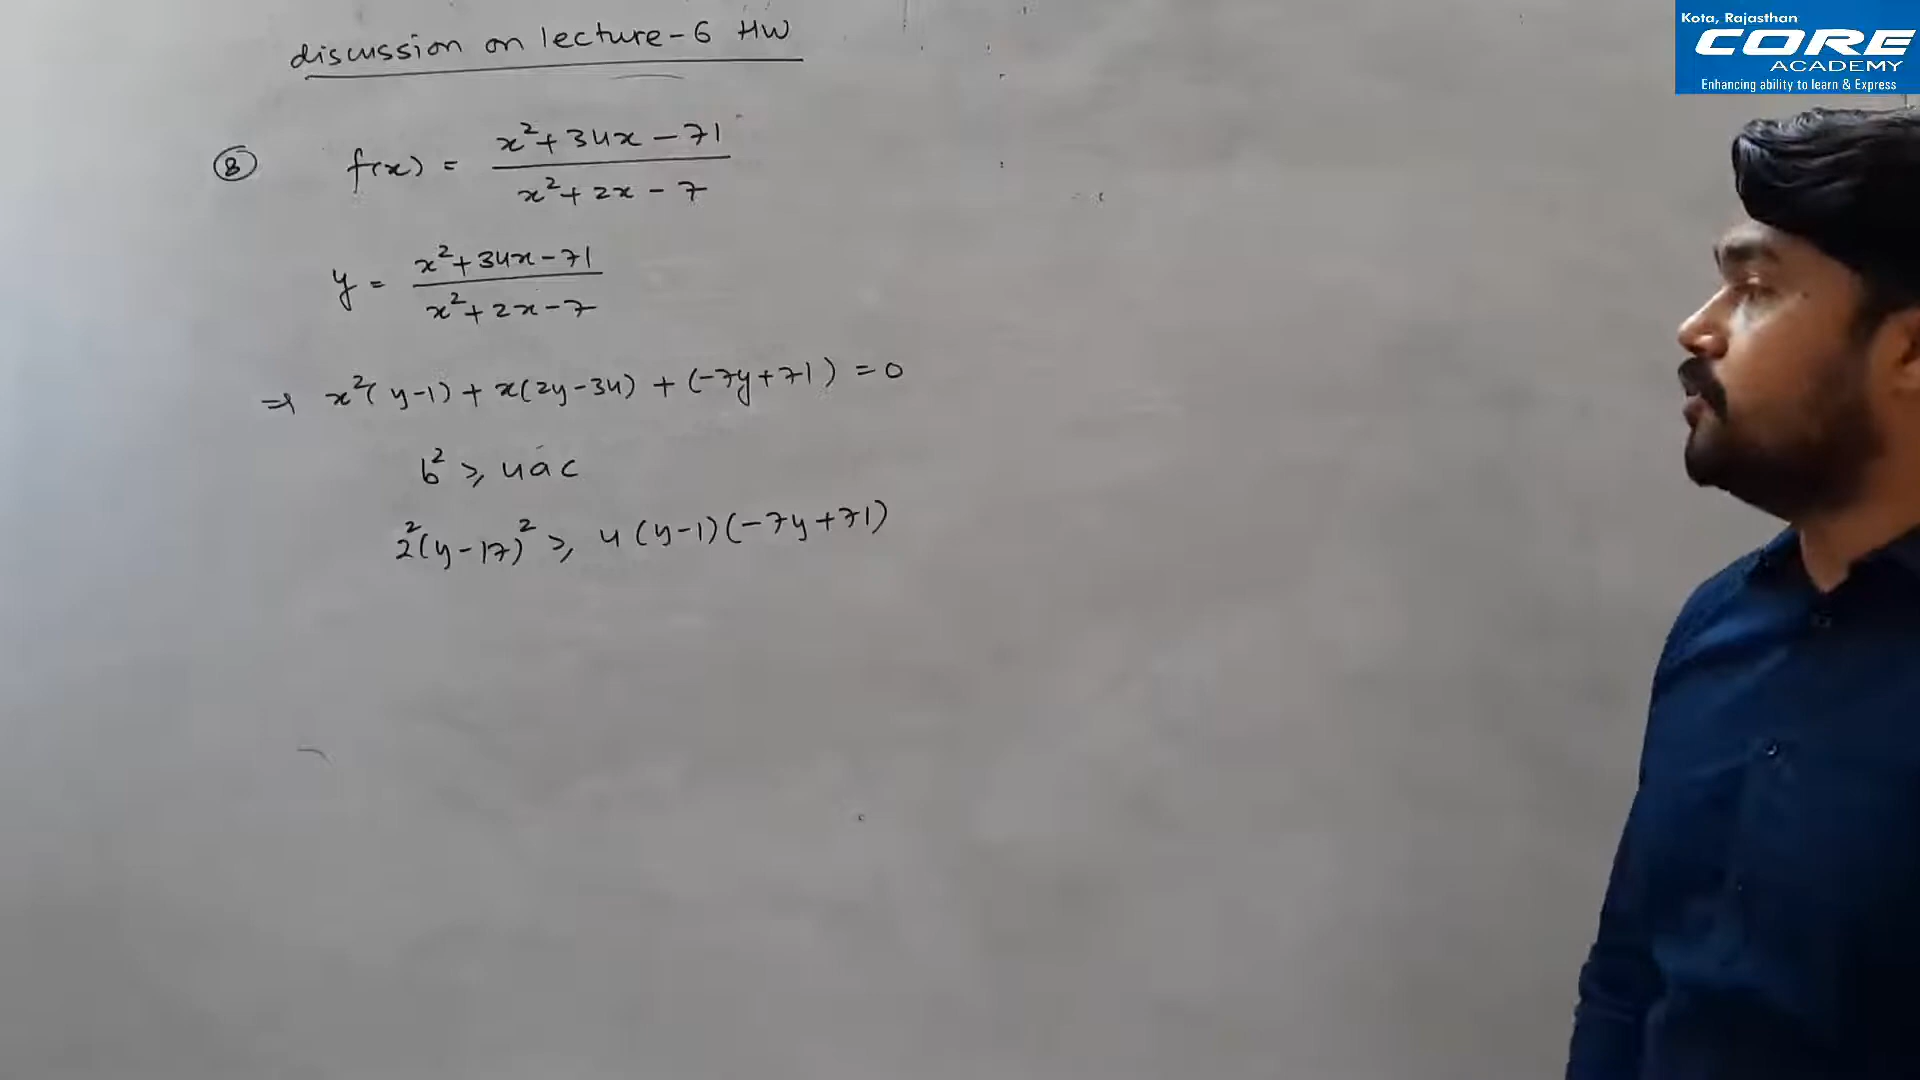 discussion on lecture-6 HW
⑧ f(x) = (x²+34x-71)/(x²+2x-7)
y = (x²+34x-71)/(x²+2x-7)
⇒ x²(y-1)+x(2y-34)+(-7y+71)=0
b² ≥ 4ac
2²(y-17)² ≥ 4(y-1)(-7y+71)
Kota, Rajasthan
CORE
ACADEMY
Enhancing ability to learn & Express